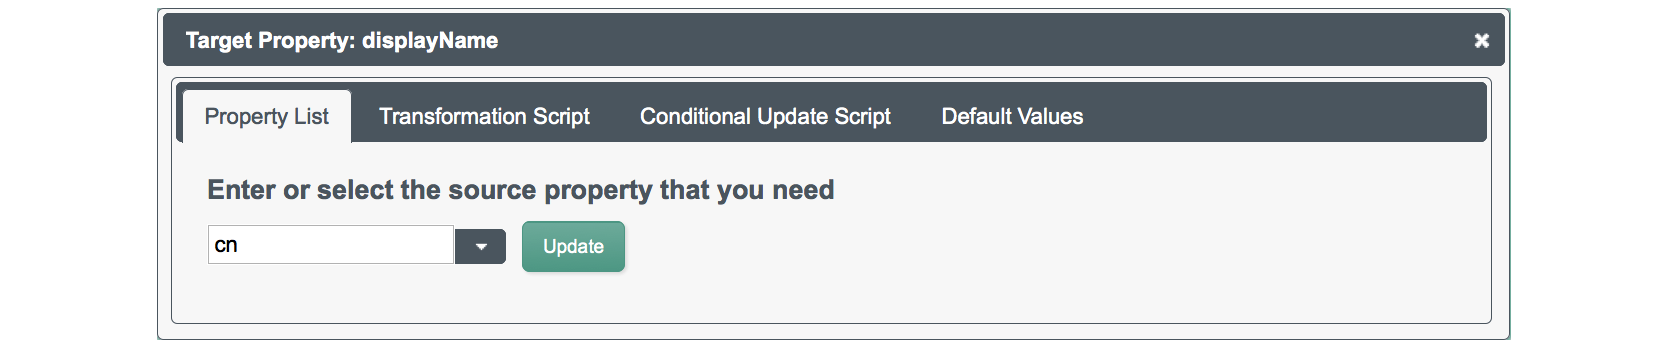 Target Property: displayName
Property List Transformation Script Conditional Update Script Default Values
Enter or select the source property that you need
cn Update